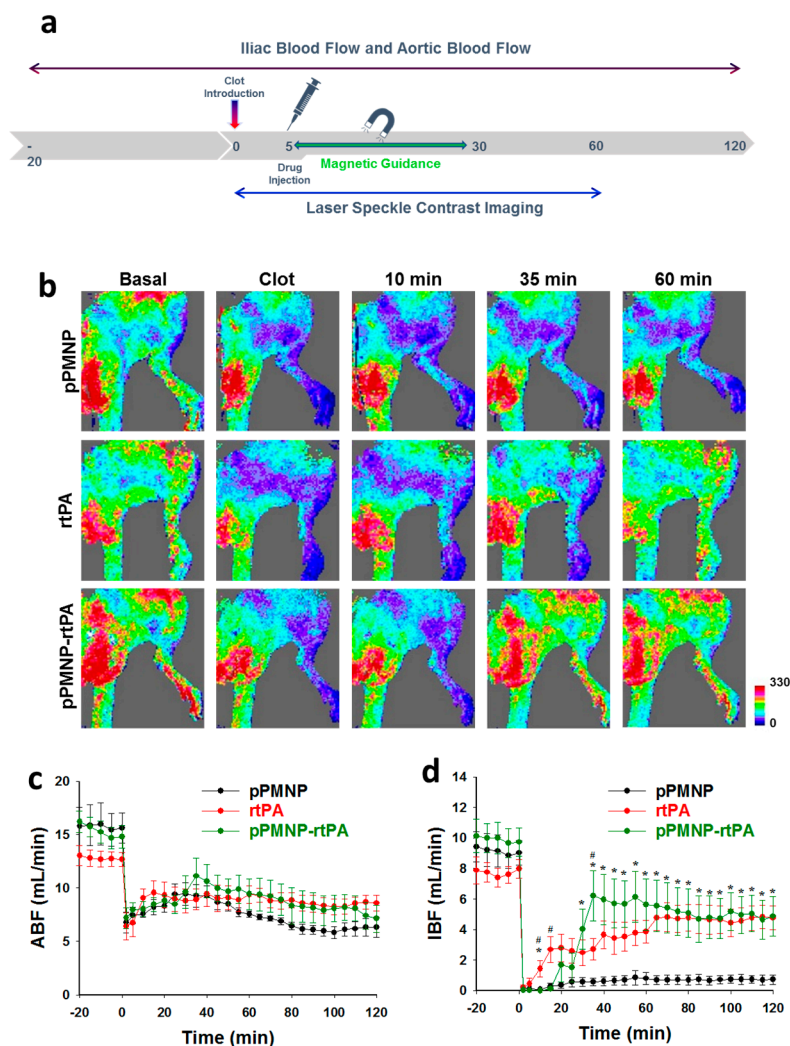 a
Iliac Blood Flow and Aortic Blood Flow
Clot
Introduction
-
20
0
5
30
60
120
Drug
Injection
Magnetic Guidance
Laser Speckle Contrast Imaging
b
Basal
Clot
10 min
35 min
60 min
pPMNP
rtPA
pPMNP-rtPA
330
0
c
pPMNP
rtPA
pPMNP-rtPA
ABF (mL/min)
20
15
10
5
0
-20
0
20
40
60
80
100
120
Time (min)
d
pPMNP
rtPA
pPMNP-rtPA
IBF (mL/min)
14
12
10
8
6
4
2
0
# # # * * * * * * * * * * * * * * * * * * * *
-20
0
20
40
60
80
100
120
Time (min)